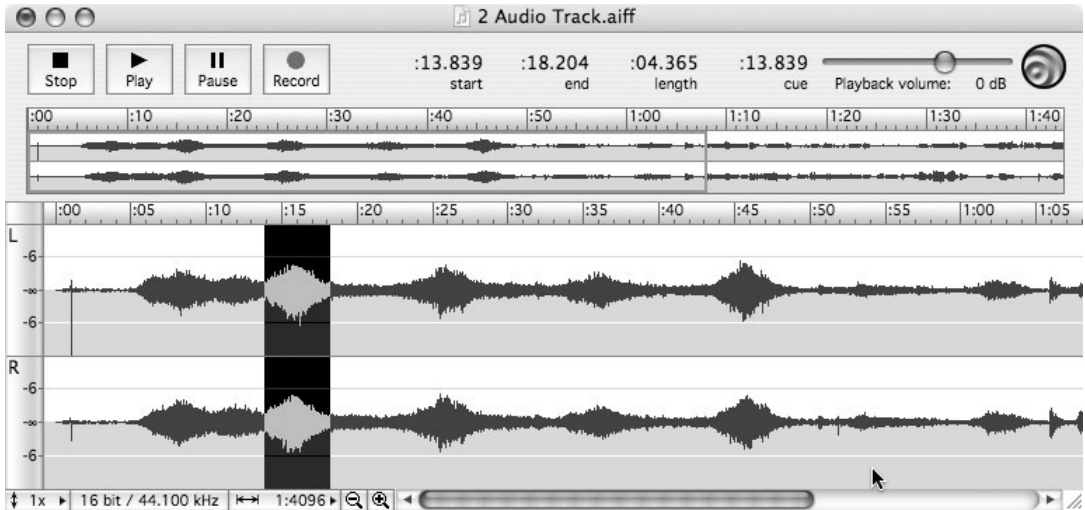 2 Audio Track.aiff
:13.839 :18.204 :04.365 :13.839
Stop Play Pause Record start end length cue Playback volume: 0 dB
:00 :10 :20 :30 :40 :50 1:00 1:10 1:20 1:30 1:40
:00 :05 :10 :15 :20 :25 :30 :35 :40 :45 :50 :55 1:00 1:05
L
-6
-∞
-6
R
-6
-∞
-6
1x 16 bit / 44.100 kHz 1:4096